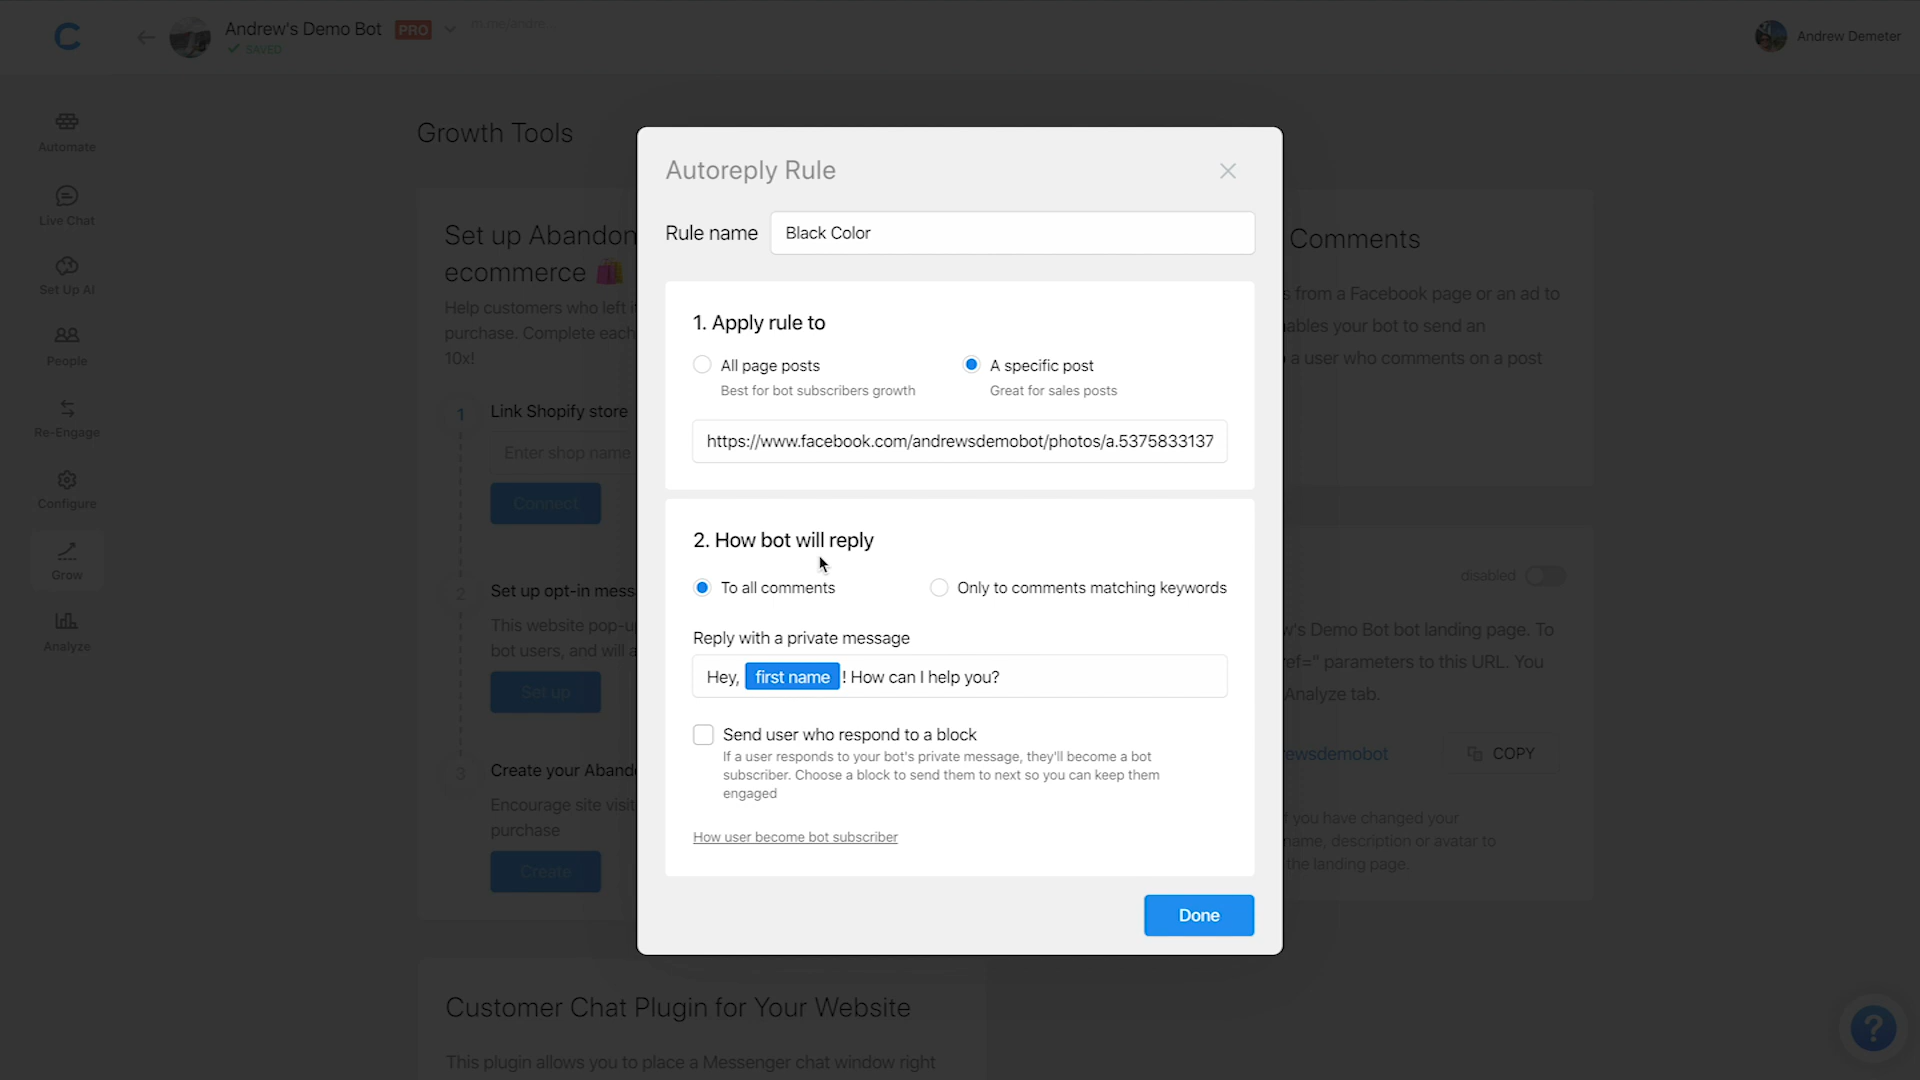 Andrew's Demo Bot PRO
SAVED
Andrew Demeter
Automate
Live Chat
Set Up AI
People
Re-Engage
Configure
Grow
Analyze
Growth Tools
Set up Abandon
ecommerce
Help customers who left i
purchase. Complete each
10x!
1 Link Shopify store
Enter shop name
Connect
2 Set up opt-in mess
This website pop-u
bot users, and will a
Set up
3 Create your Aband
Encourage site visit
purchase
Create
Customer Chat Plugin for Your Website
This plugin allows you to place a Messenger chat window right
Autoreply Rule
Rule name Black Color
1. Apply rule to
All page posts
Best for bot subscribers growth
A specific post
Great for sales posts
https://www.facebook.com/andrewsdemobot/photos/a.5375833137
2. How bot will reply
To all comments
Only to comments matching keywords
Reply with a private message
Hey, first name ! How can I help you?
Send user who respond to a block
If a user responds to your bot's private message, they'll become a bot
subscriber. Choose a block to send them to next so you can keep them
engaged
How user become bot subscriber
Done
Comments
s from a Facebook page or an ad to
ables your bot to send an
a user who comments on a post
disabled
w's Demo Bot bot landing page. To
ef=" parameters to this URL. You
Analyze tab.
ewsdemobot
COPY
f you have changed your
name, description or avatar to
the landing page.
?